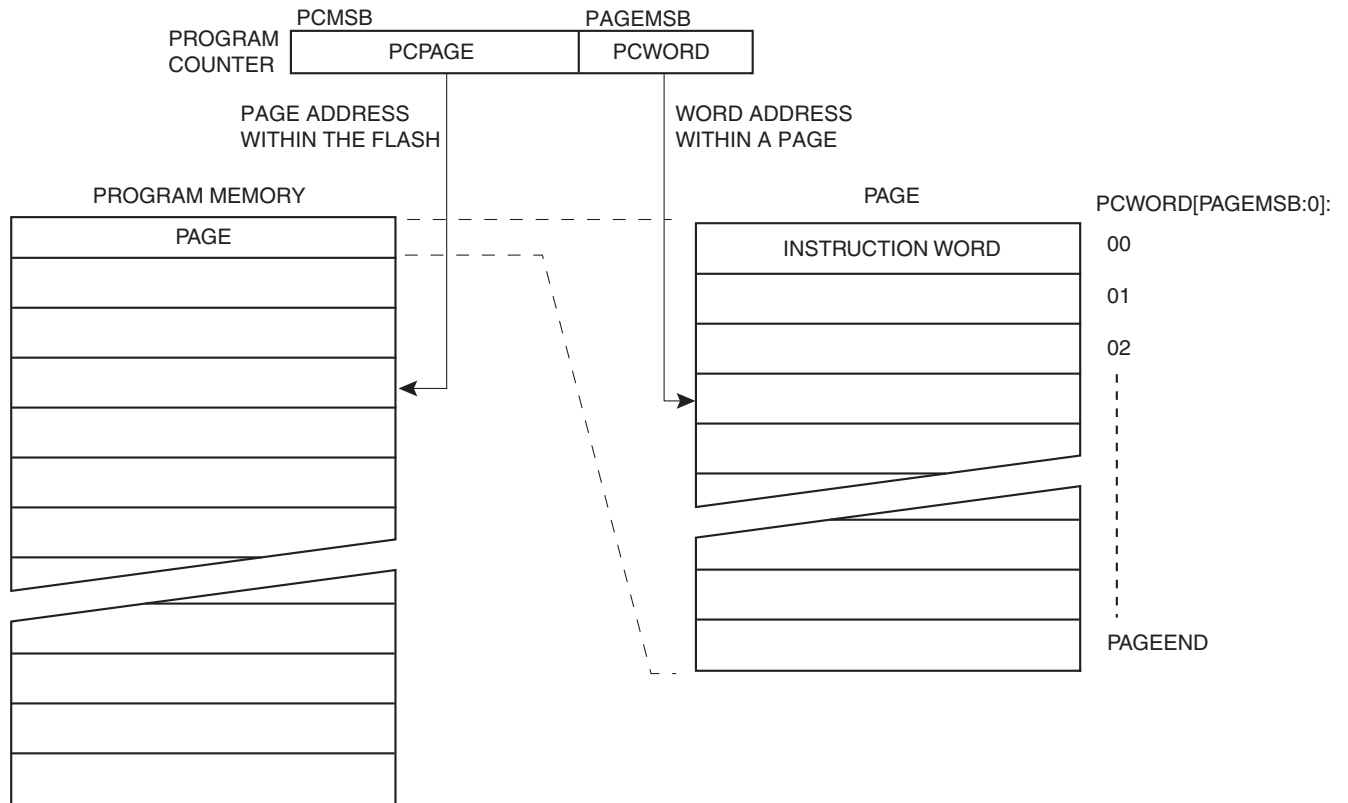 PCMSB
PAGEMSB
PROGRAM
COUNTER
PCPAGE
PCWORD
PAGE ADDRESS
WITHIN THE FLASH
WORD ADDRESS
WITHIN A PAGE
PROGRAM MEMORY
PAGE
PAGE
PCWORD[PAGEMSB:0]:
INSTRUCTION WORD
00
01
02
PAGEEND